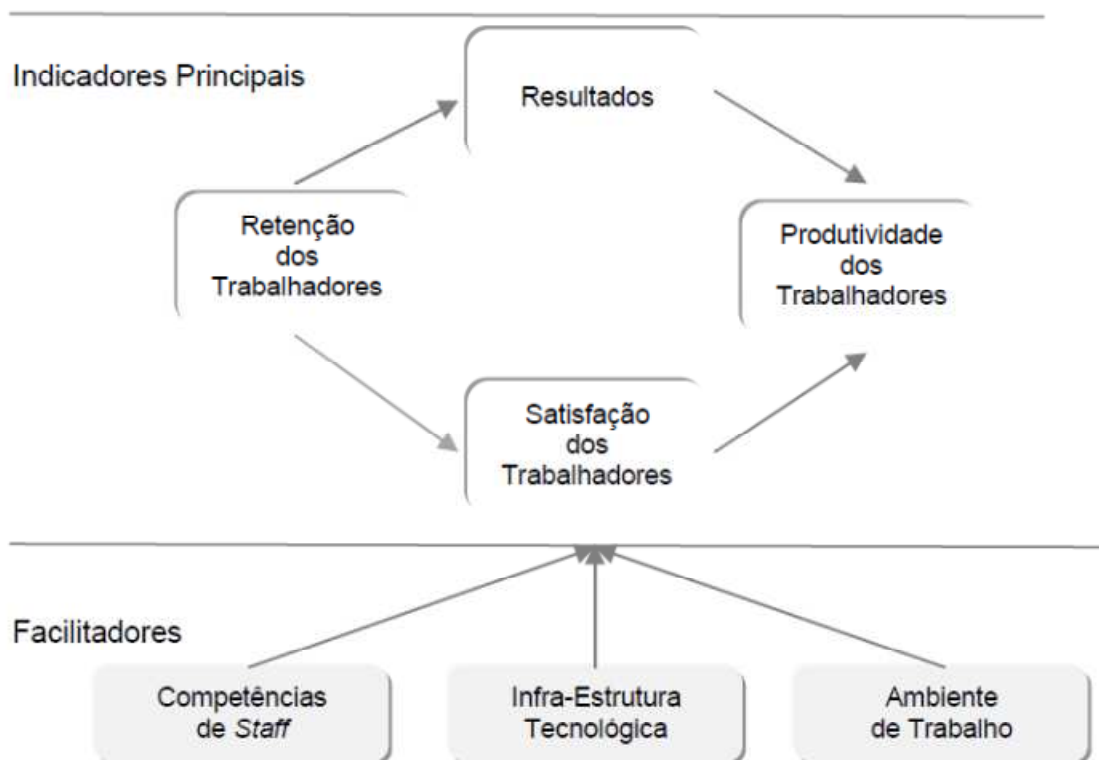 Indicadores Principais
Resultados
Retenção
dos
Trabalhadores
Produtividade
dos
Trabalhadores
Satisfação
dos
Trabalhadores
Facilitadores
Competências
de Staff
Infra-Estrutura
Tecnológica
Ambiente
de Trabalho